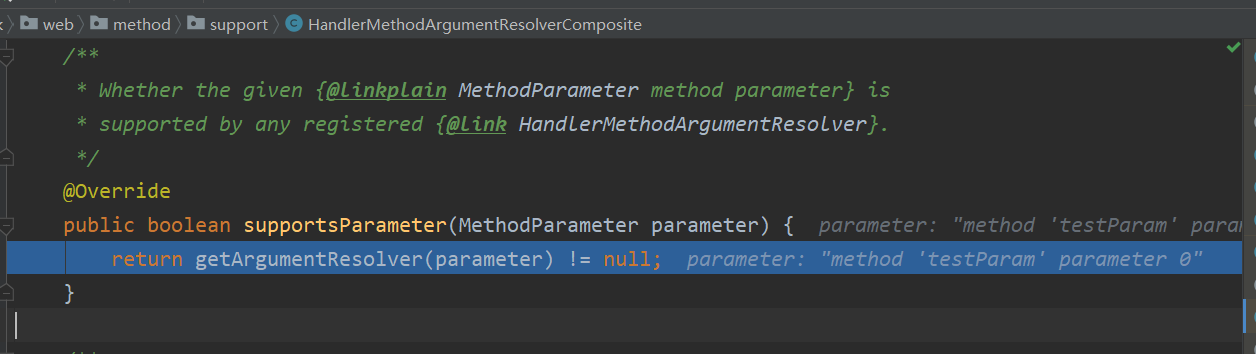 web method support HandlerMethodArgumentResolverComposite
/**
* Whether the given {@linkplain MethodParameter method parameter} is
* supported by any registered {@link HandlerMethodArgumentResolver}.
*/
@Override
public boolean supportsParameter(MethodParameter parameter) { parameter: "method 'testParam' param
return getArgumentResolver(parameter) != null; parameter: "method 'testParam' parameter 0"
}